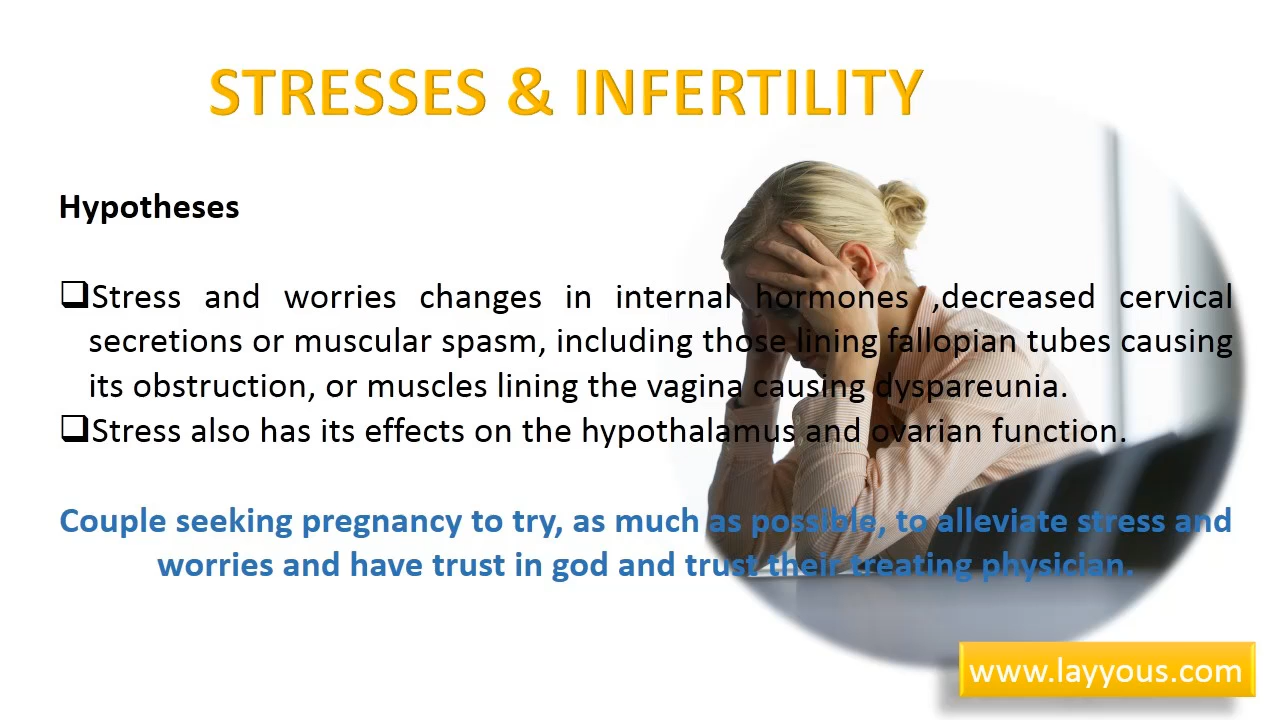 STRESSES & INFERTILITY
Hypotheses
❑Stress and worries changes in internal hormones ,decreased cervical
secretions or muscular spasm, including those lining fallopian tubes causing
its obstruction, or muscles lining the vagina causing dyspareunia.
❑Stress also has its effects on the hypothalamus and ovarian function.
Couple seeking pregnancy to try, as much as possible, to alleviate stress and
worries and have trust in god and trust their treating physician.
www.layyous.com